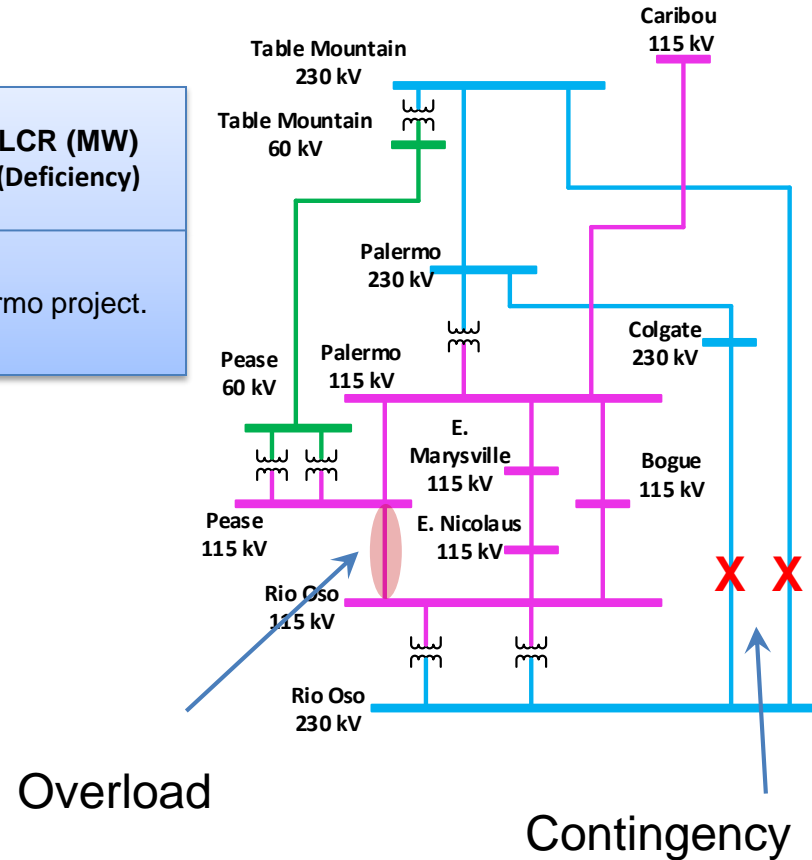 LCR (MW)
(Deficiency)
project.
Caribou
115 kV
Table Mountain
230 kV
Table Mountain
60 kV
Palermo
230 kV
Colgate
230 kV
Pease
60 kV
Palermo
115 kV
E.
Marysville
115 kV
Bogue
115 kV
Pease
115 kV
E. Nicolaus
115 kV
X X
Rio Oso
115 kV
Rio Oso
230 kV
Overload
Contingency